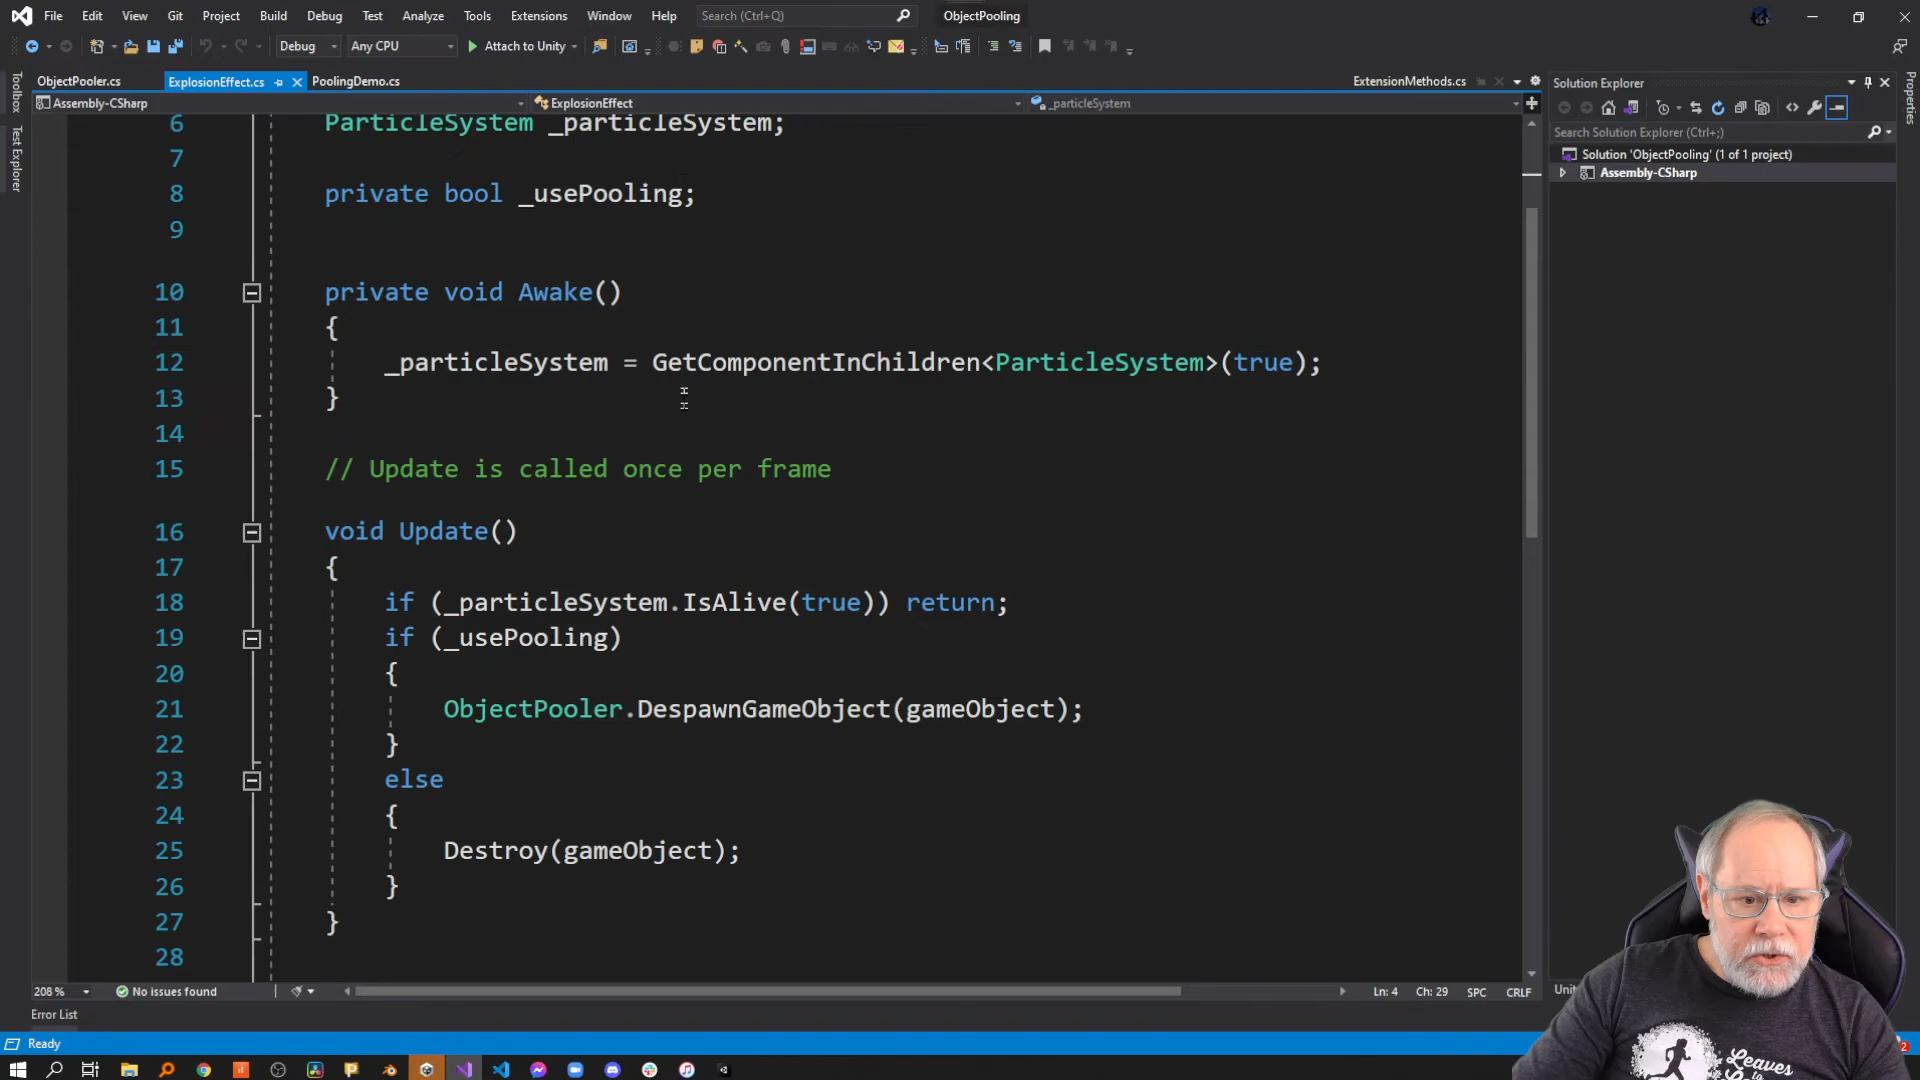 File Edit View Git Project Build Debug Test Analyze Tools Extensions Window Help Search (Ctrl+Q) ObjectPooling
Debug Any CPU Attach to Unity
ObjectPooler.cs ExplosionEffect.cs PoolingDemo.cs ExtensionMethods.cs
Assembly-CSharp ExplosionEffect _particleSystem
Toolbox
Test Explorer
6 ParticleSystem _particleSystem;
7
8 private bool _usePooling;
9
10 private void Awake()
11 {
12 _particleSystem = GetComponentInChildren<ParticleSystem>(true);
13 }
14
15 // Update is called once per frame
16 void Update()
17 {
18 if (_particleSystem.IsAlive(true)) return;
19 if (_usePooling)
20 {
21 ObjectPooler.DespawnGameObject(gameObject);
22 }
23 else
24 {
25 Destroy(gameObject);
26 }
27 }
28
208 % No issues found Ln: 4 Ch: 29 SPC CRLF
Error List
Ready
Solution Explorer
Search Solution Explorer (Ctrl+;)
Solution 'ObjectPooling' (1 of 1 project)
Assembly-CSharp
Properties
Leaves
2